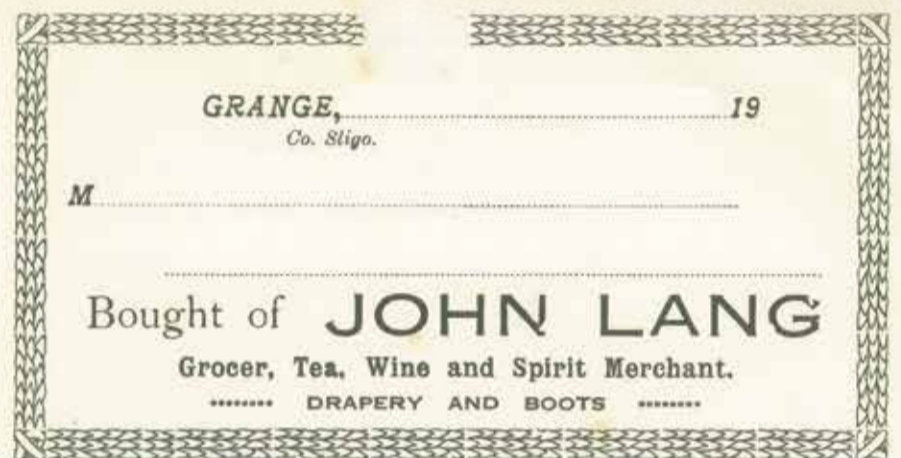 GRANGE, 19
Co. Sligo.
M
Bought of JOHN LANG
Grocer, Tea, Wine and Spirit Merchant.
DRAPERY AND BOOTS